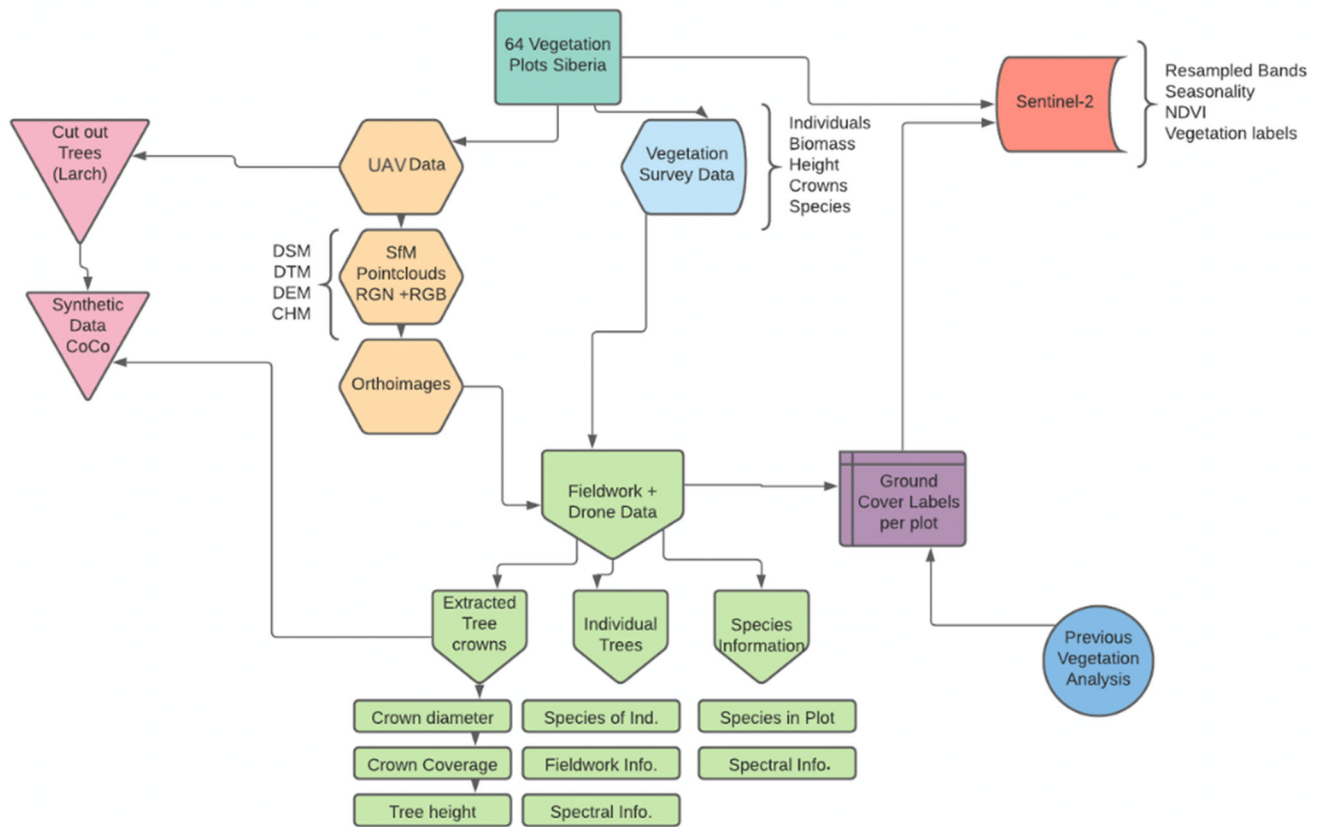 64 Vegetation
Plots Siberia
Sentinel-2
Resampled Bands
Seasonality
NDVI
Vegetation labels
Cut out
Trees
(Larch)
UAV Data
Vegetation
Survey Data
Individuals
Biomass
Height
Crowns
Species
DSM
DTM
DEM
CHM
SfM
Pointclouds
RGN +RGB
Synthetic
Data
CoCo
Orthoimages
Fieldwork +
Drone Data
Ground
Cover Labels
per plot
Extracted
Tree
crowns
Individual
Trees
Species
Information
Previous
Vegetation
Analysis
Crown diameter
Species of Ind.
Species in Plot
Crown Coverage
Fieldwork Info.
Spectral Info.
Tree height
Spectral Info.